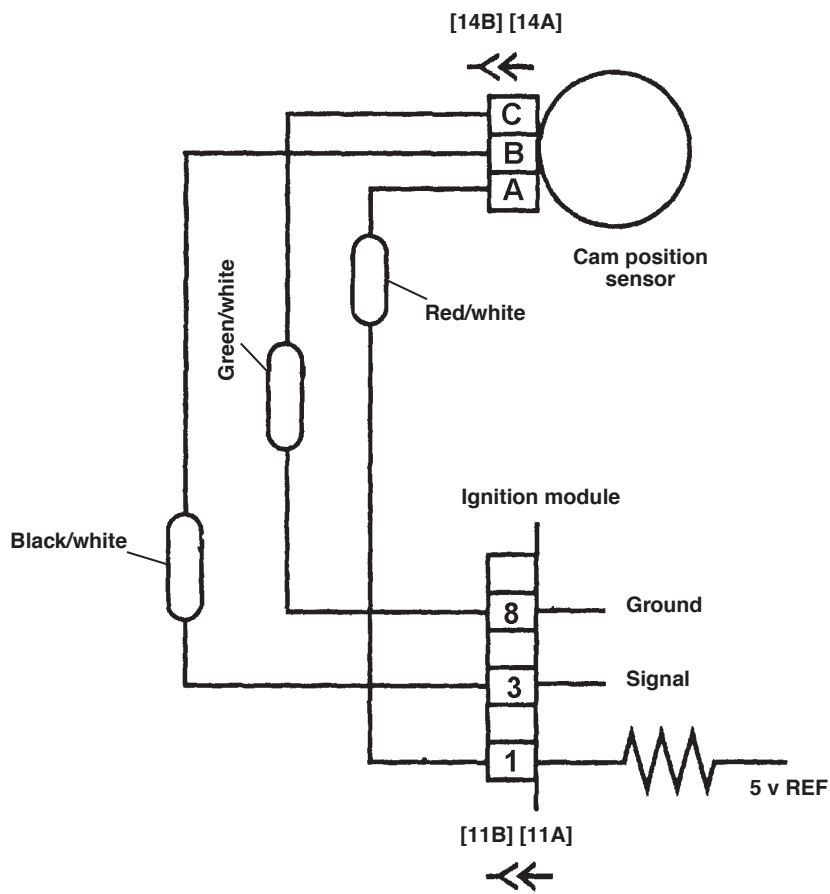 [14B] [14A]
C
B
A
Cam position
sensor
Green/white
Red/white
Ignition module
Black/white
8
Ground
3
Signal
1
5 v REF
[11B] [11A]